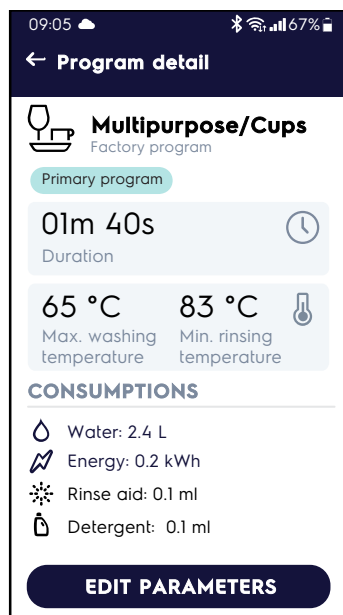 09:05 67%
← Program detail
Multipurpose/Cups
Factory program
Primary program
01m 40s
Duration
65 °C 83 °C
Max. washing Min. rinsing
temperature temperature
CONSUMPTIONS
Water: 2.4 L
Energy: 0.2 kWh
Rinse aid: 0.1 ml
Detergent: 0.1 ml
EDIT PARAMETERS